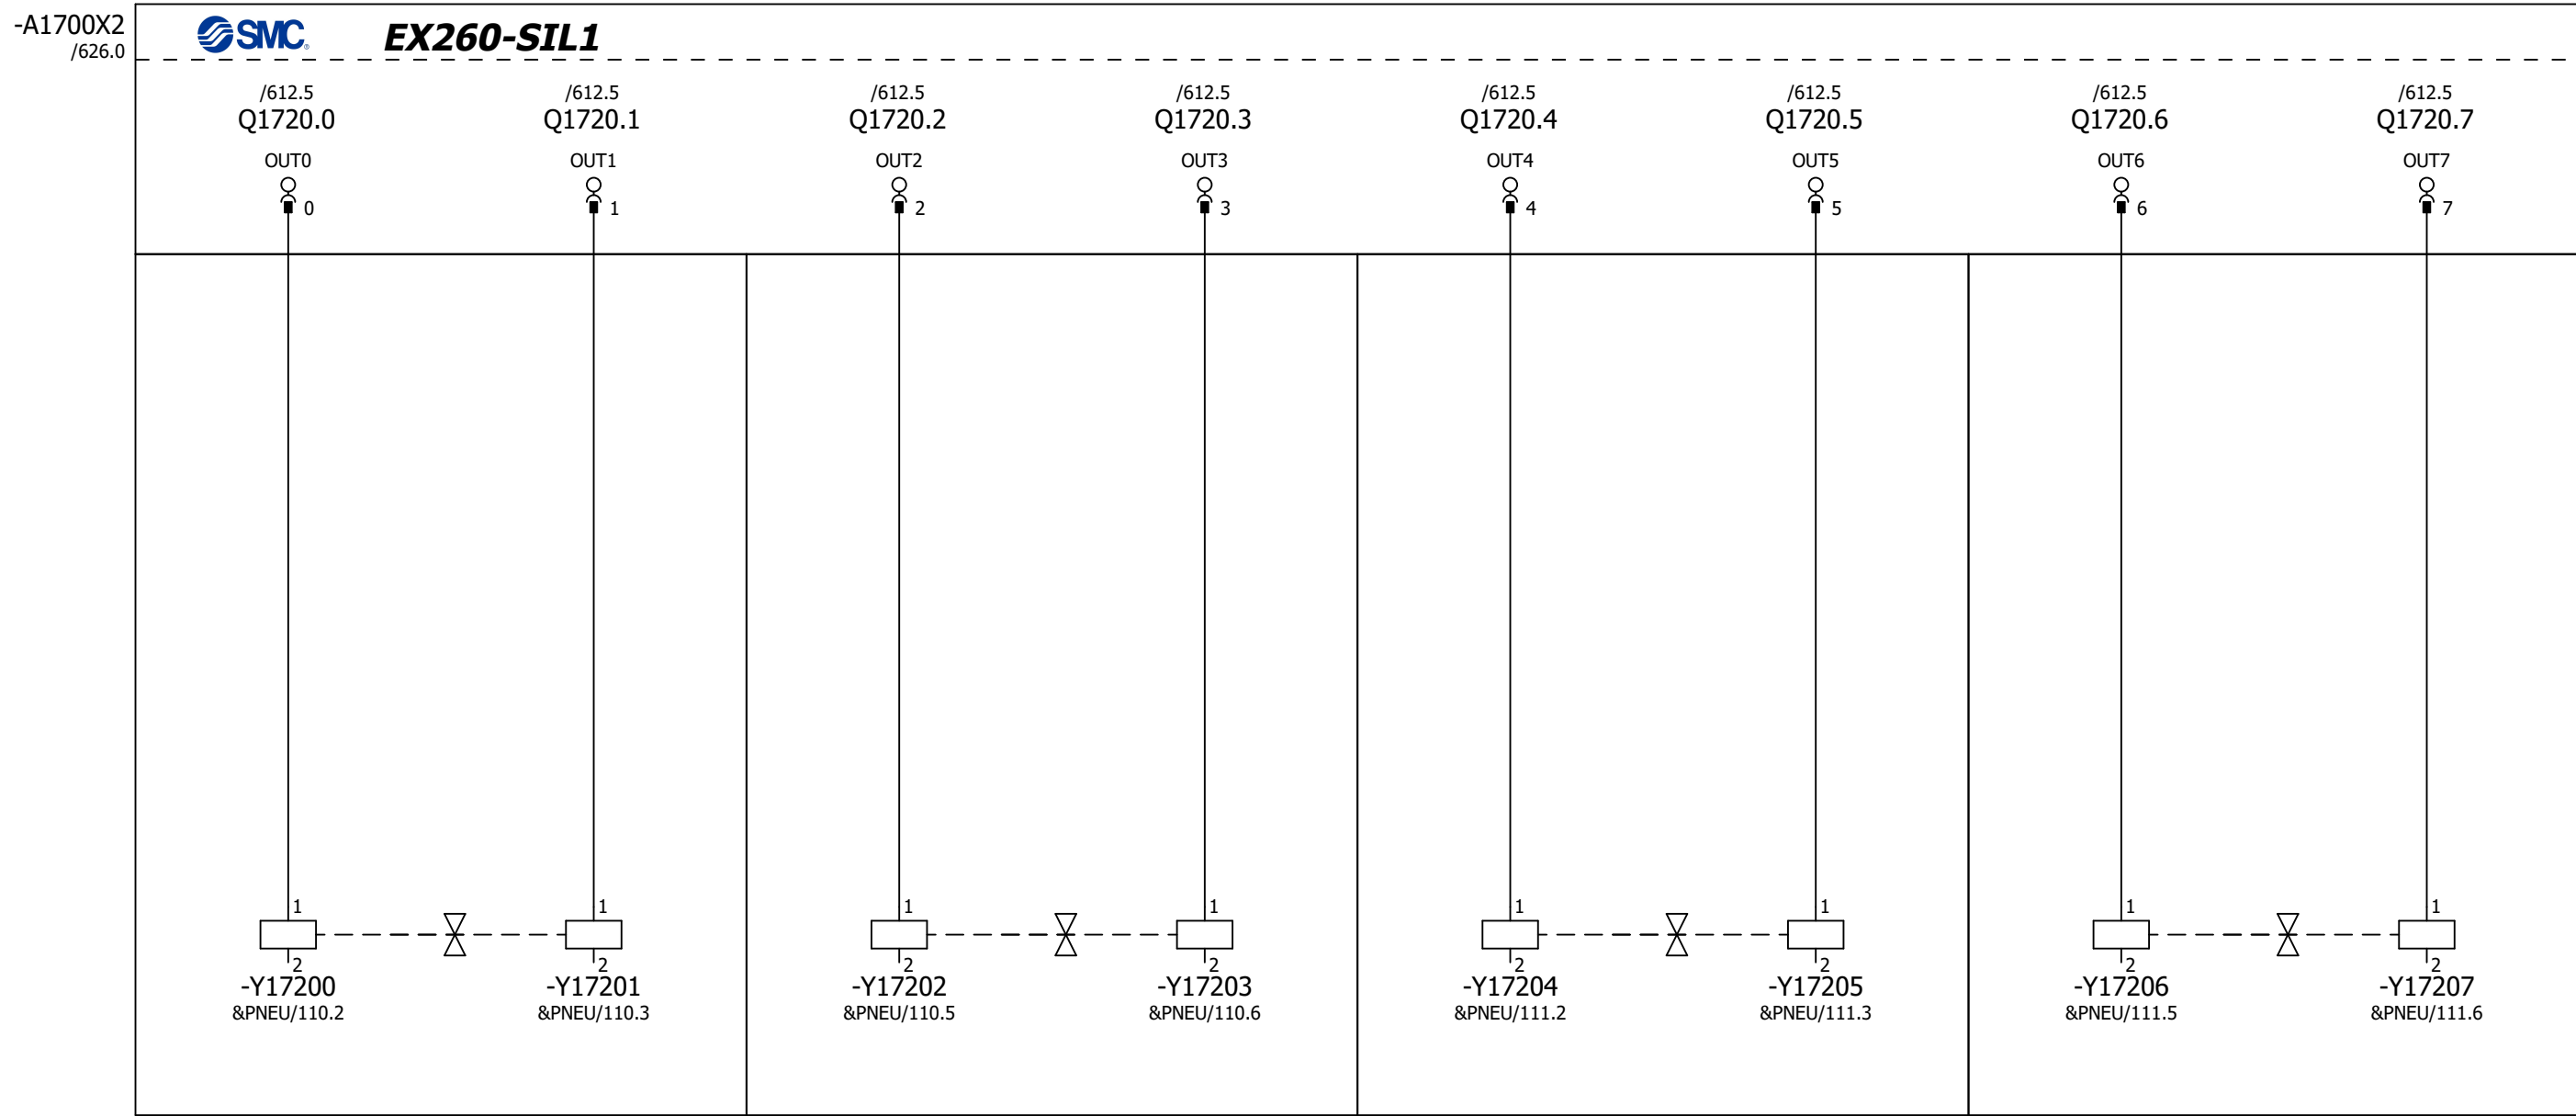 -A1700X2
/626.0
SMC.
EX260-SIL1
/612.5 /612.5 /612.5 /612.5 /612.5 /612.5 /612.5 /612.5
Q1720.0 Q1720.1 Q1720.2 Q1720.3 Q1720.4 Q1720.5 Q1720.6 Q1720.7
OUT0 OUT1 OUT2 OUT3 OUT4 OUT5 OUT6 OUT7
0 1 2 3 4 5 6 7
1 1 1 1 1 1 1 1
2 2 2 2 2 2 2 2
-Y17200 -Y17201 -Y17202 -Y17203 -Y17204 -Y17205 -Y17206 -Y17207
&PNEU/110.2 &PNEU/110.3 &PNEU/110.5 &PNEU/110.6 &PNEU/111.2 &PNEU/111.3 &PNEU/111.5 &PNEU/111.6